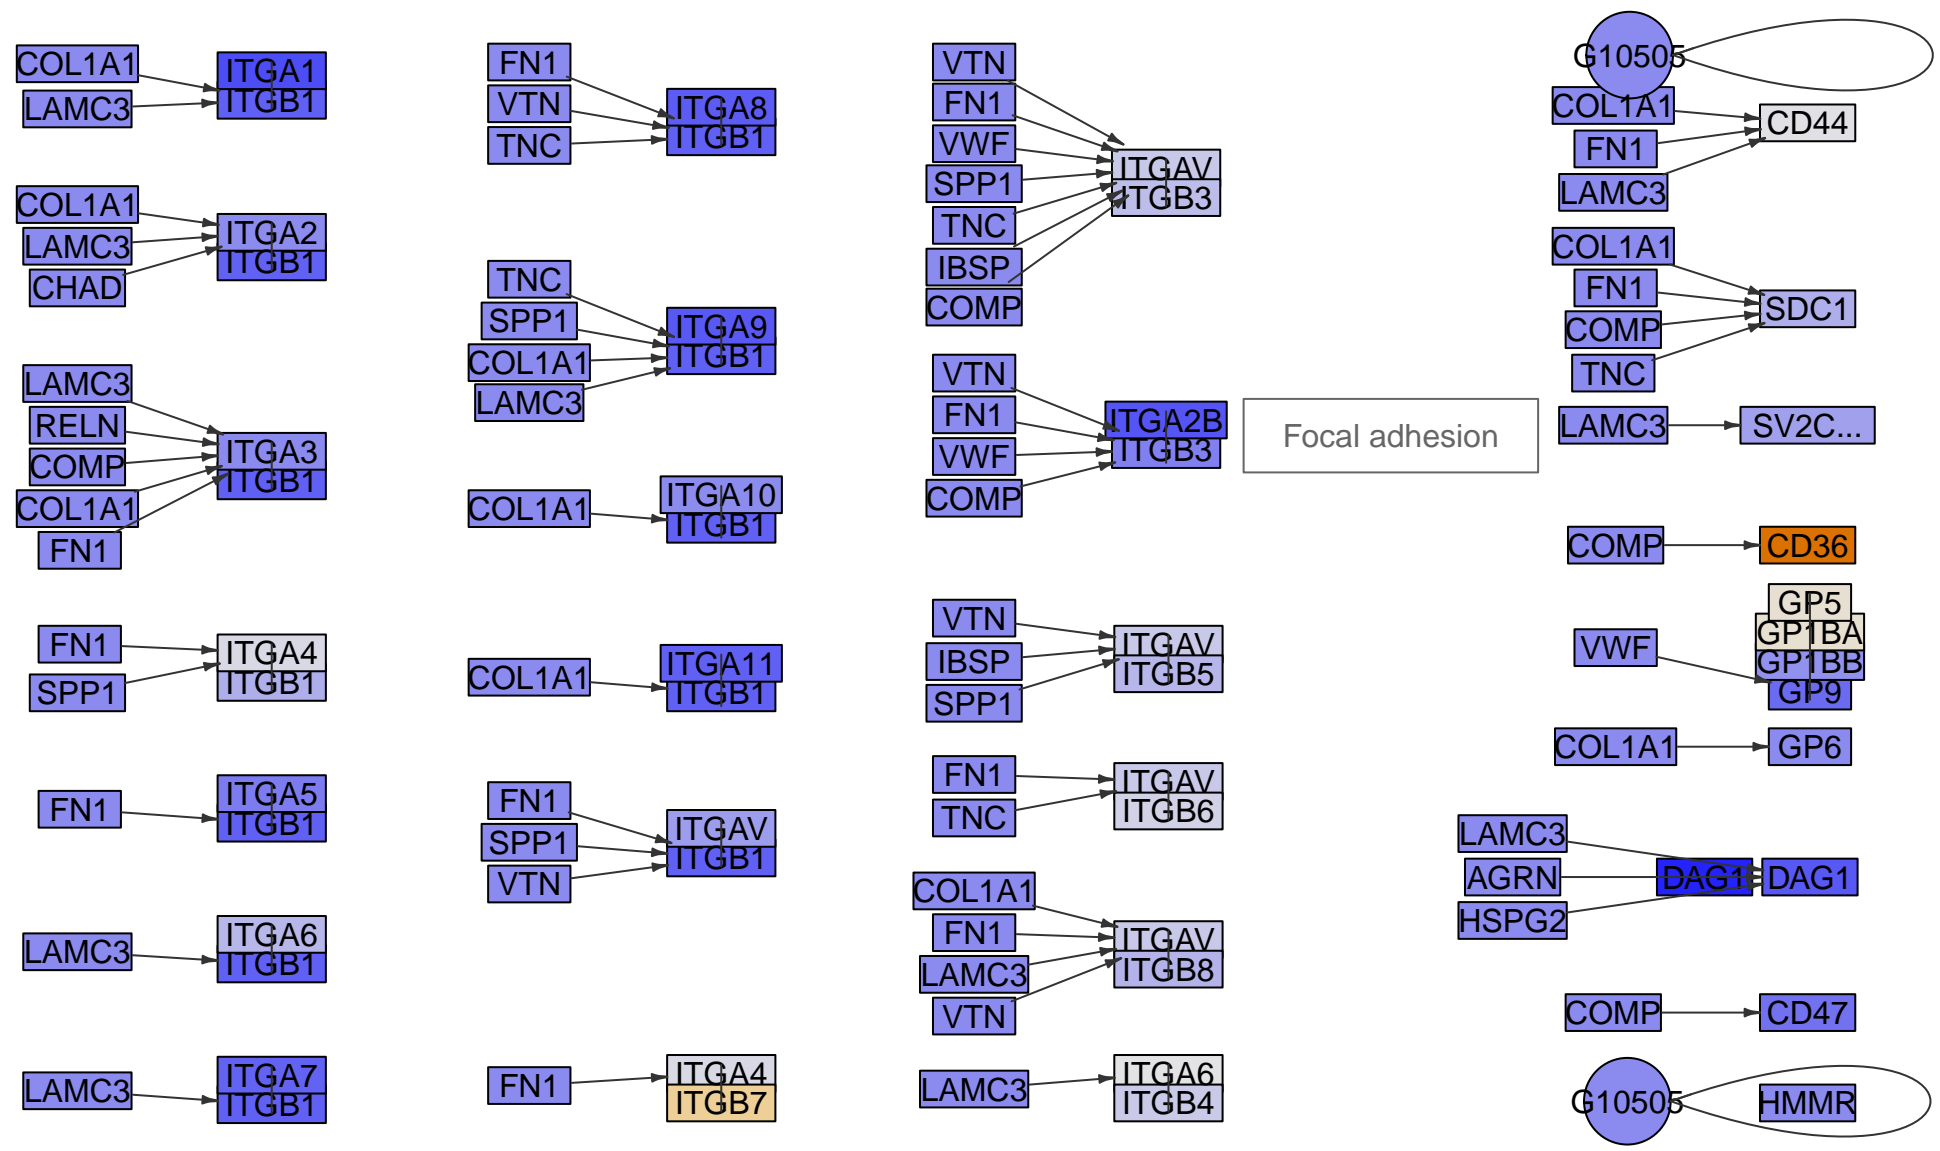 COL1A1
LAMC3
ITGA1
ITGB1
COL1A1
LAMC3
CHAD
ITGA2
ITGB1
LAMC3
RELN
COMP
COL1A1
FN1
ITGA3
ITGB1
FN1
SPP1
ITGA4
ITGB1
FN1
ITGA5
ITGB1
LAMC3
ITGA6
ITGB1
LAMC3
ITGA7
ITGB1
FN1
VTN
TNC
ITGA8
ITGB1
TNC
SPP1
COL1A1
LAMC3
ITGA9
ITGB1
COL1A1
ITGA10
ITGB1
COL1A1
ITGA11
ITGB1
FN1
SPP1
VTN
ITGAV
ITGB1
FN1
ITGA4
ITGB7
VTN
FN1
VWF
SPP1
TNC
IBSP
COMP
ITGAV
ITGB3
VTN
FN1
VWF
COMP
ITGA2B
ITGB3
Focal adhesion
VTN
IBSP
SPP1
ITGAV
ITGB5
FN1
TNC
ITGAV
ITGB6
COL1A1
FN1
LAMC3
VTN
ITGAV
ITGB8
LAMC3
ITGA6
ITGB4
G10505
COL1A1
FN1
LAMC3
CD44
COL1A1
FN1
COMP
TNC
SDC1
LAMC3
SV2C...
COMP
CD36
VWF
GP5
GP1BA
GP1BB
GP9
COL1A1
GP6
LAMC3
AGRN
HSPG2
DAG1
DAG1
COMP
CD47
G10505
HMMR